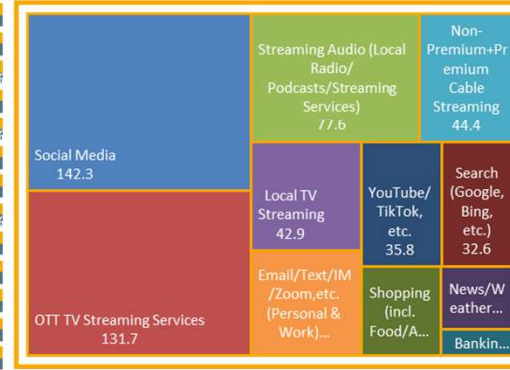 Social Media
142.3
OTT TV Streaming Services
131.7
Streaming Audio (Local
Radio/
Podcasts/Streaming
Services)
77.6
Non-
Premium+Pr
emium
Cable
Streaming
44.4
Local TV
Streaming
42.9
YouTube/
TikTok,
etc.
35.8
Search
(Google,
Bing,
etc.)
32.6
Email/Text/IM
/Zoom,etc.
(Personal &
Work)...
Shopping
(incl.
Food/A...
News/W
eather...
Bankin...